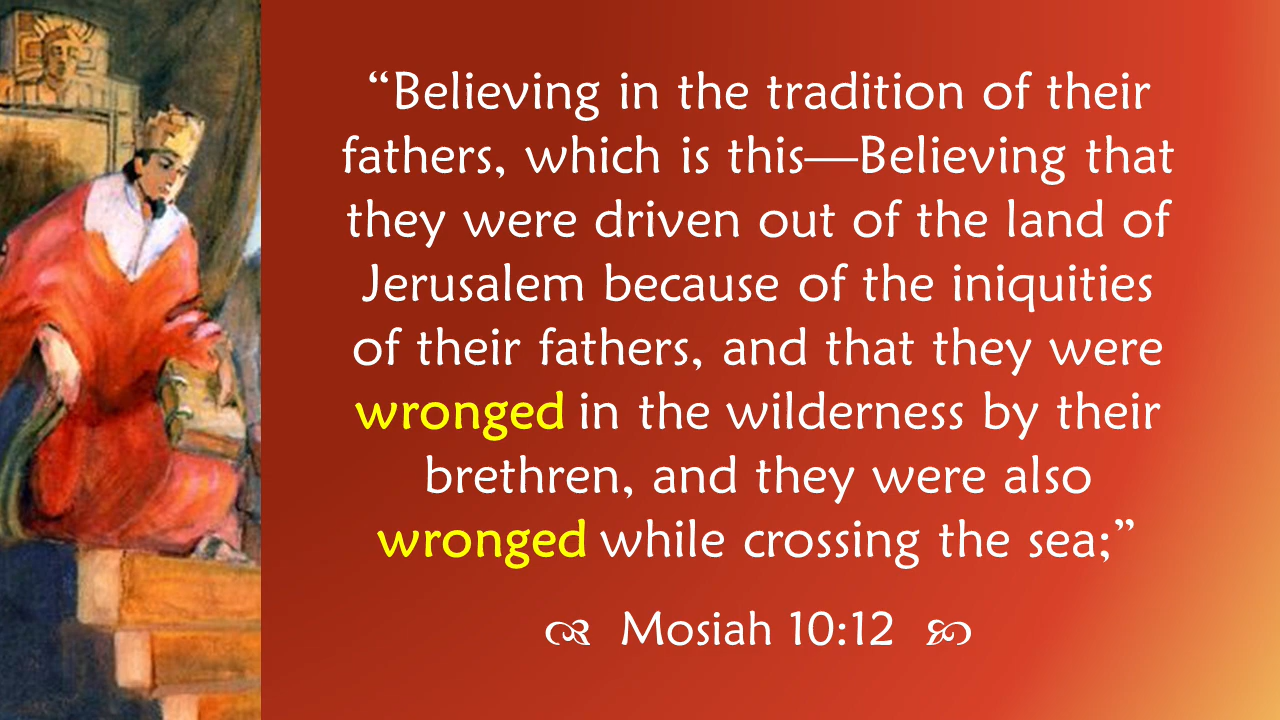 “Believing in the tradition of their
fathers, which is this—Believing that
they were driven out of the land of
Jerusalem because of the iniquities
of their fathers, and that they were
wronged in the wilderness by their
brethren, and they were also
wronged while crossing the sea;”
Mosiah 10:12